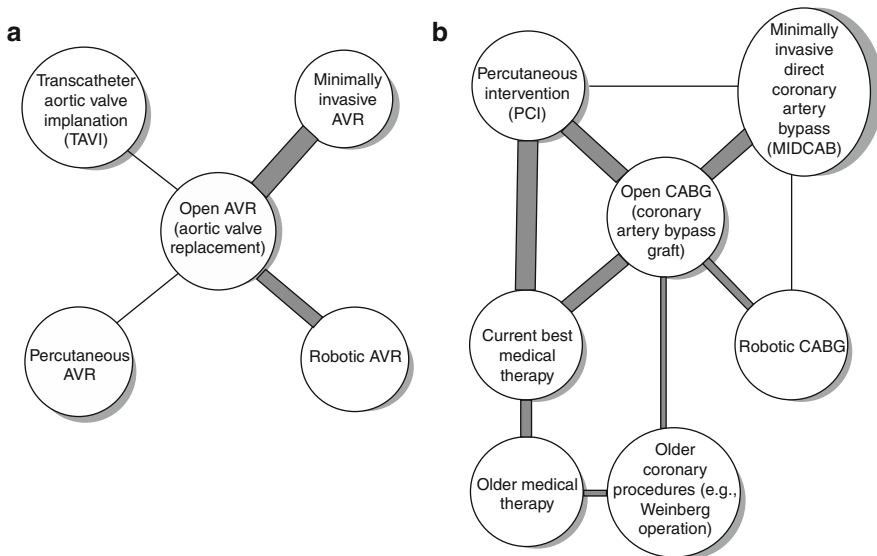 a
Transcatheter
aortic valve
implanation
(TAVI)
Minimally
invasive
AVR
Open AVR
(aortic valve
replacement)
Percutaneous
AVR
Robotic AVR
b
Percutaneous
intervention
(PCI)
Minimally
invasive
direct
coronary
artery
bypass
(MIDCAB)
Open CABG
(coronary
artery bypass
graft)
Current best
medical
therapy
Robotic CABG
Older medical
therapy
Older
coronary
procedures (e.g.,
Weinberg
operation)